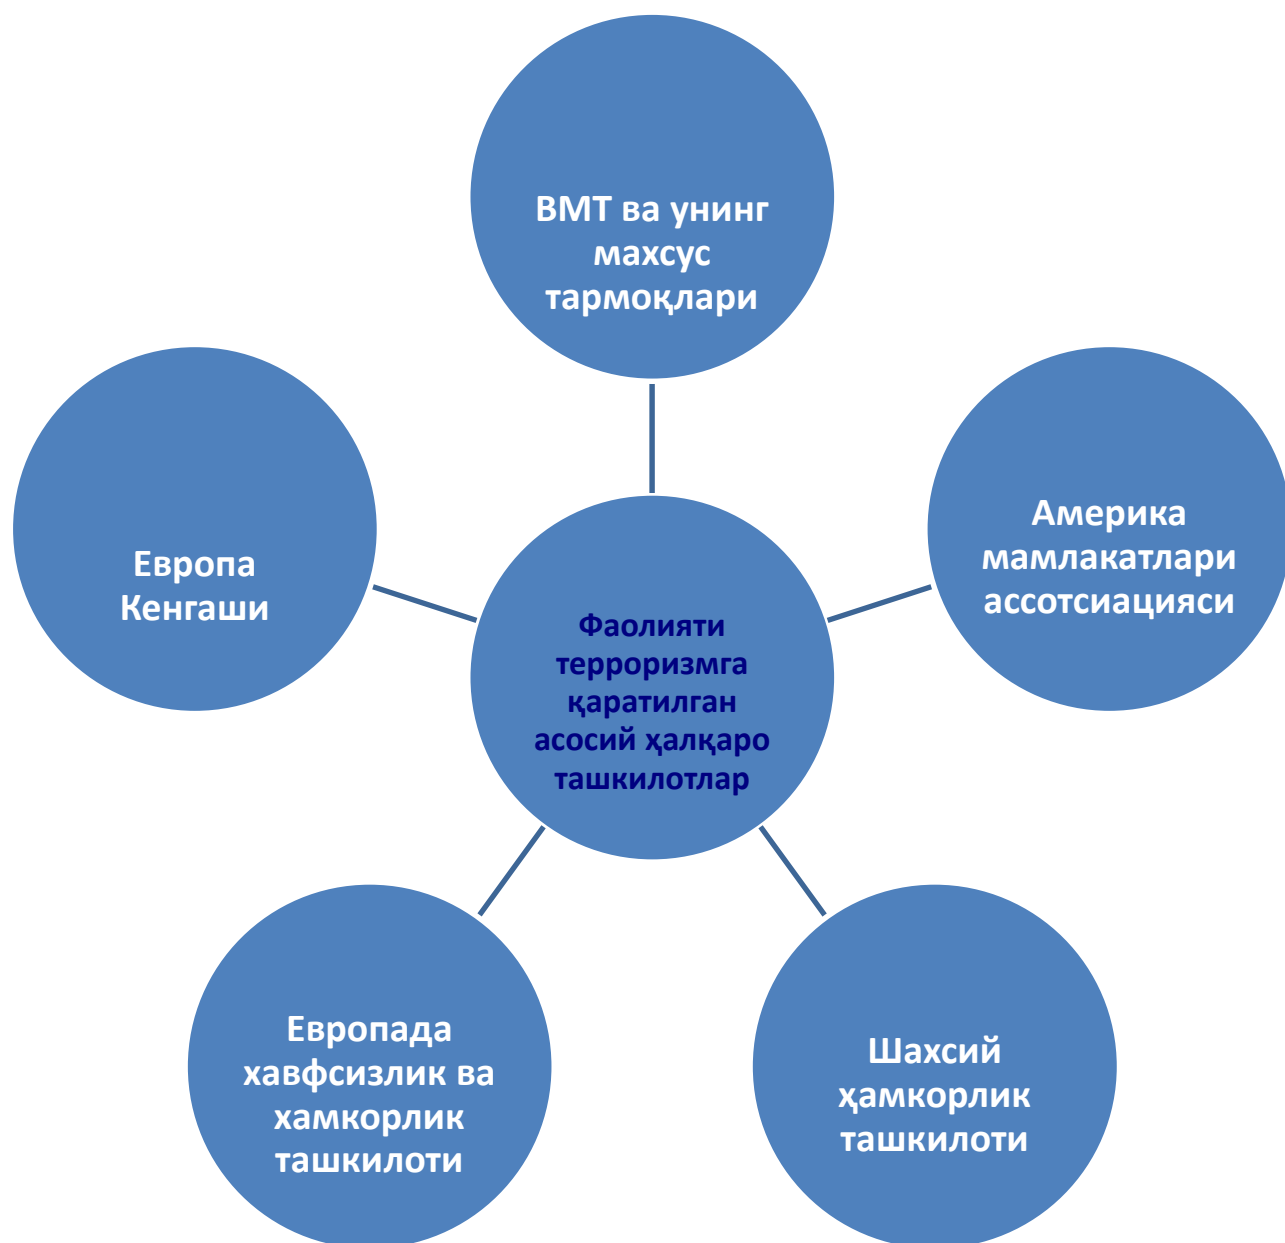 ВМТ ва унинг
махсус
тармоқлари
Америка
мамлакатлари
ассотсиацияси
Европа
Кенгаши
Фаолияти
терроризмга
қаратилган
асосий ҳалқаро
ташкилотлар
Европада
хавфсизлик ва
хамкорлик
ташкилоти
Шахсий
ҳамкорлик
ташкилоти